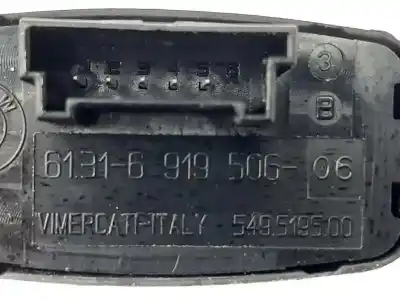 3
B
61.31-6 919 506- 06
VIMERCATI-ITALY 549.5195.00